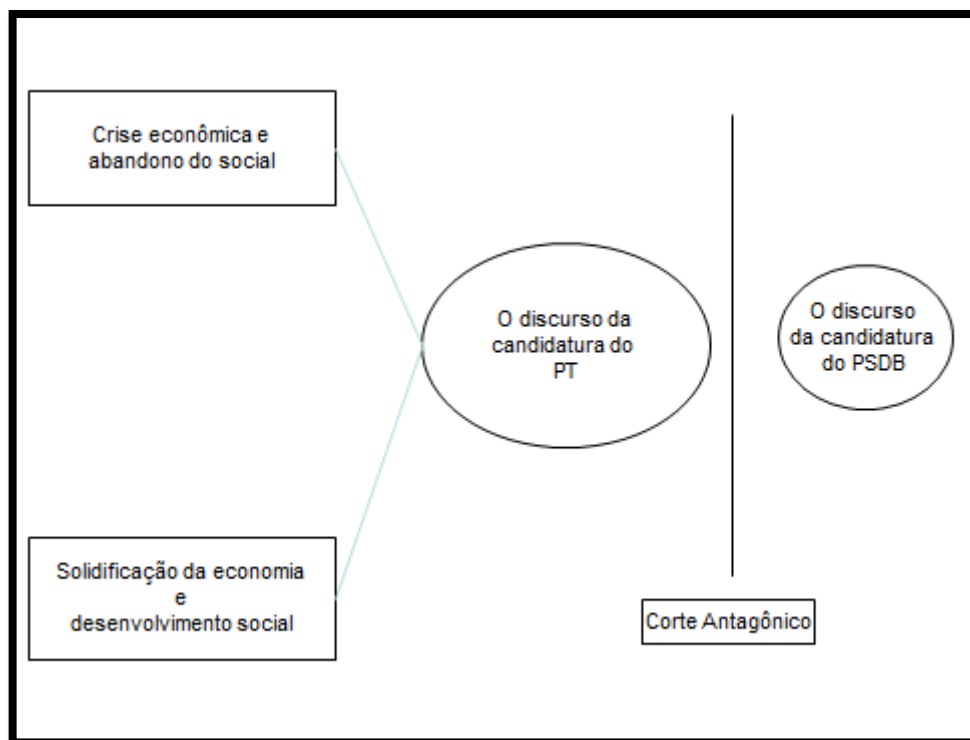 Crise econômica e
abandono do social
O discurso da
candidatura do
PT
O discurso
da candidatura
do PSDB
Solidificação da economia
e
desenvolvimento social
Corte Antagônico